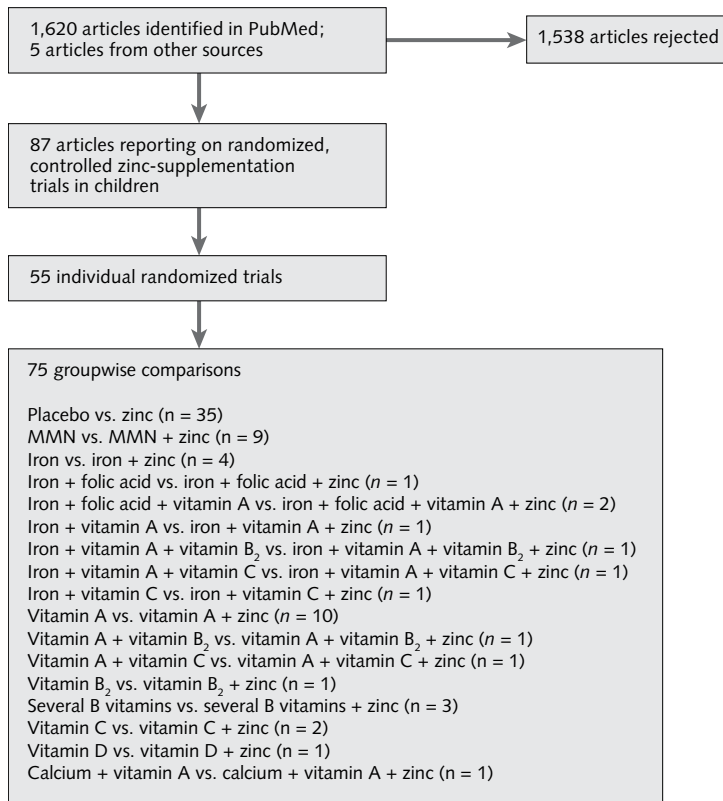 1,620 articles identified in PubMed;
5 articles from other sources
1,538 articles rejected
87 articles reporting on randomized,
controlled zinc-supplementation
trials in children
55 individual randomized trials
75 groupwise comparisons
Placebo vs. zinc (n = 35)
MMN vs. MMN + zinc (n = 9)
Iron vs. iron + zinc (n = 4)
Iron + folic acid vs. iron + folic acid + zinc (n = 1)
Iron + folic acid + vitamin A vs. iron + folic acid + vitamin A + zinc (n = 2)
Iron + vitamin A vs. iron + vitamin A + zinc (n = 1)
Iron + vitamin A + vitamin B₂ vs. iron + vitamin A + vitamin B₂ + zinc (n = 1)
Iron + vitamin A + vitamin C vs. iron + vitamin A + vitamin C + zinc (n = 1)
Iron + vitamin C vs. iron + vitamin C + zinc (n = 1)
Vitamin A vs. vitamin A + zinc (n = 10)
Vitamin A + vitamin B₂ vs. vitamin A + vitamin B₂ + zinc (n = 1)
Vitamin A + vitamin C vs. vitamin A + vitamin C + zinc (n = 1)
Vitamin B₂ vs. vitamin B₂ + zinc (n = 1)
Several B vitamins vs. several B vitamins + zinc (n = 3)
Vitamin C vs. vitamin C + zinc (n = 2)
Vitamin D vs. vitamin D + zinc (n = 1)
Calcium + vitamin A vs. calcium + vitamin A + zinc (n = 1)